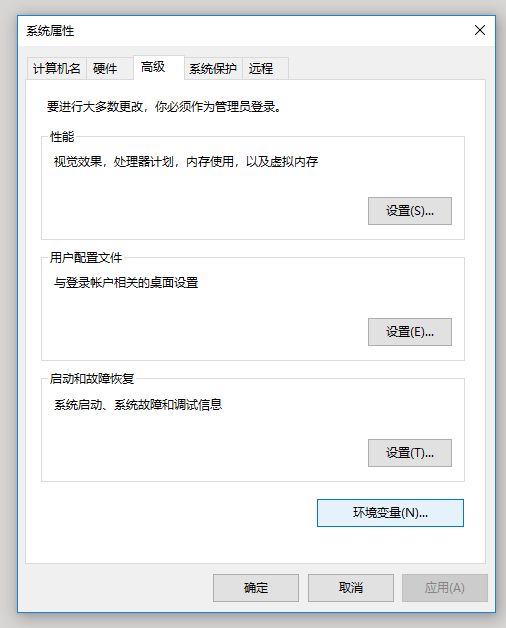 系统属性
计算机名 硬件 高级 系统保护 远程
要进行大多数更改，你必须作为管理员登录。
性能
视觉效果，处理器计划，内存使用，以及虚拟内存
设置(S)...
用户配置文件
与登录帐户相关的桌面设置
设置(E)...
启动和故障恢复
系统启动、系统故障和调试信息
设置(T)...
环境变量(N)...
确定 取消 应用(A)